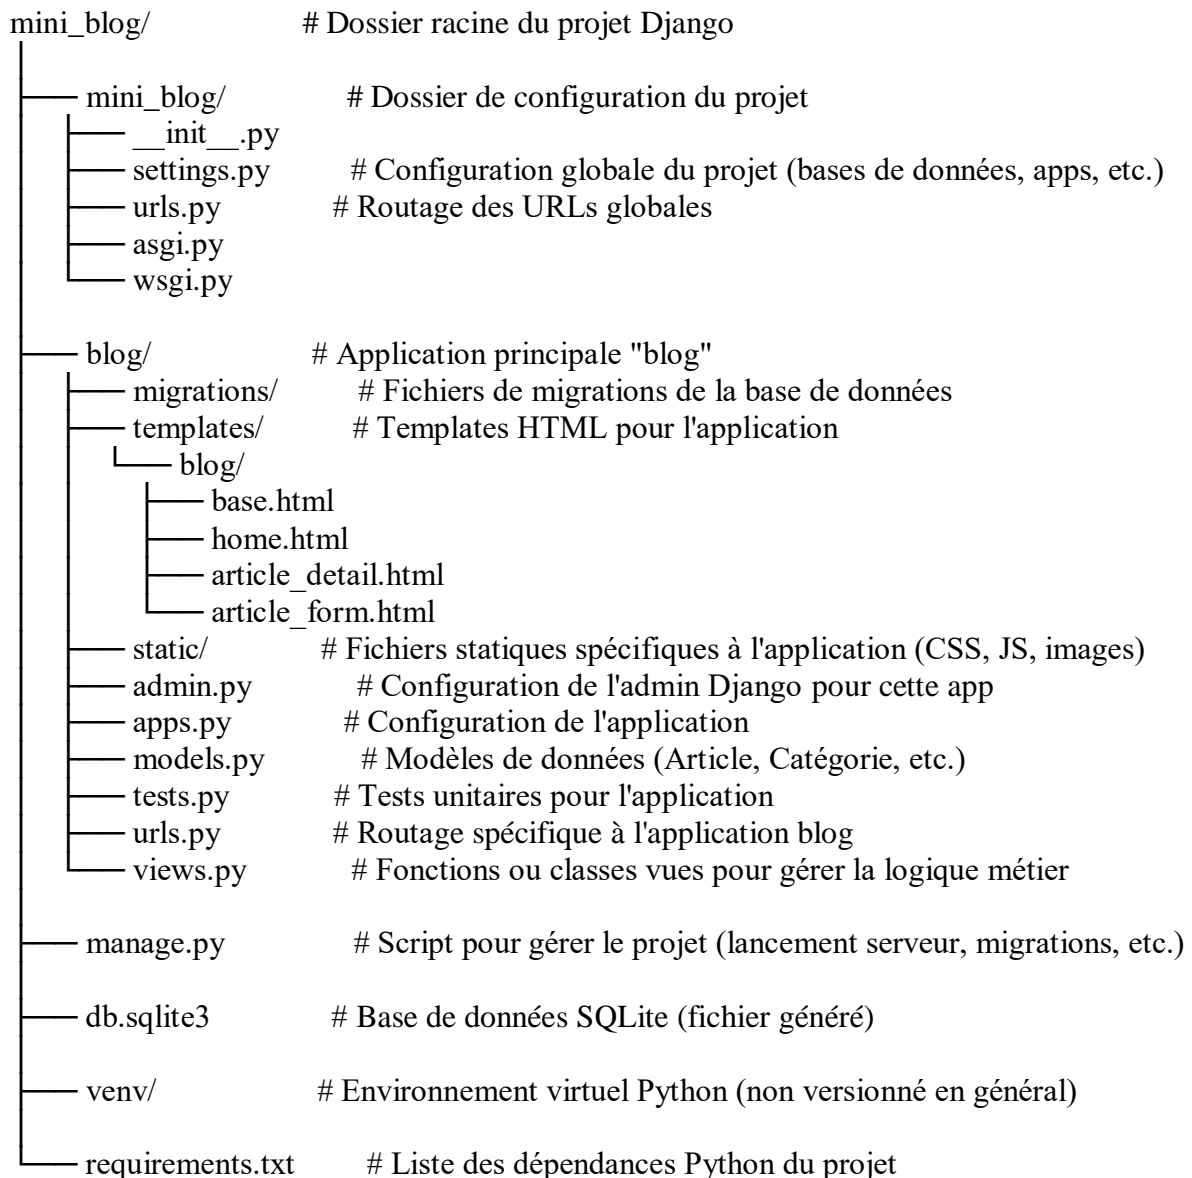 mini_blog/ # Dossier racine du projet Django
mini_blog/ # Dossier de configuration du projet
__init__.py
settings.py # Configuration globale du projet (bases de données, apps, etc.)
urls.py # Routage des URLs globales
asgi.py
wsgi.py
blog/ # Application principale "blog"
migrations/ # Fichiers de migrations de la base de données
templates/ # Templates HTML pour l'application
blog/
base.html
home.html
article_detail.html
article_form.html
static/ # Fichiers statiques spécifiques à l'application (CSS, JS, images)
admin.py # Configuration de l'admin Django pour cette app
apps.py # Configuration de l'application
models.py # Modèles de données (Article, Catégorie, etc.)
tests.py # Tests unitaires pour l'application
urls.py # Routage spécifique à l'application blog
views.py # Fonctions ou classes vues pour gérer la logique métier
manage.py # Script pour gérer le projet (lancement serveur, migrations, etc.)
db.sqlite3 # Base de données SQLite (fichier généré)
venv/ # Environnement virtuel Python (non versionné en général)
requirements.txt # Liste des dépendances Python du projet